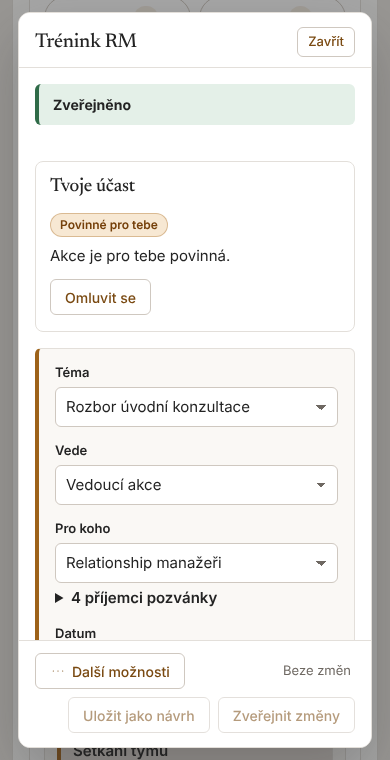 Trénink RM
Zavřít
Zveřejněno
Tvoje účast
Povinné pro tebe
Akce je pro tebe povinná.
Omluvit se
Téma
Rozbor úvodní konzultace
Vede
Vedoucí akce
Pro koho
Relationship manažeři
4 příjemci pozvánky
Datum
··· Další možnosti
Beze změn
Uložit jako návrh
Zveřejnit změny
Setkání týmu